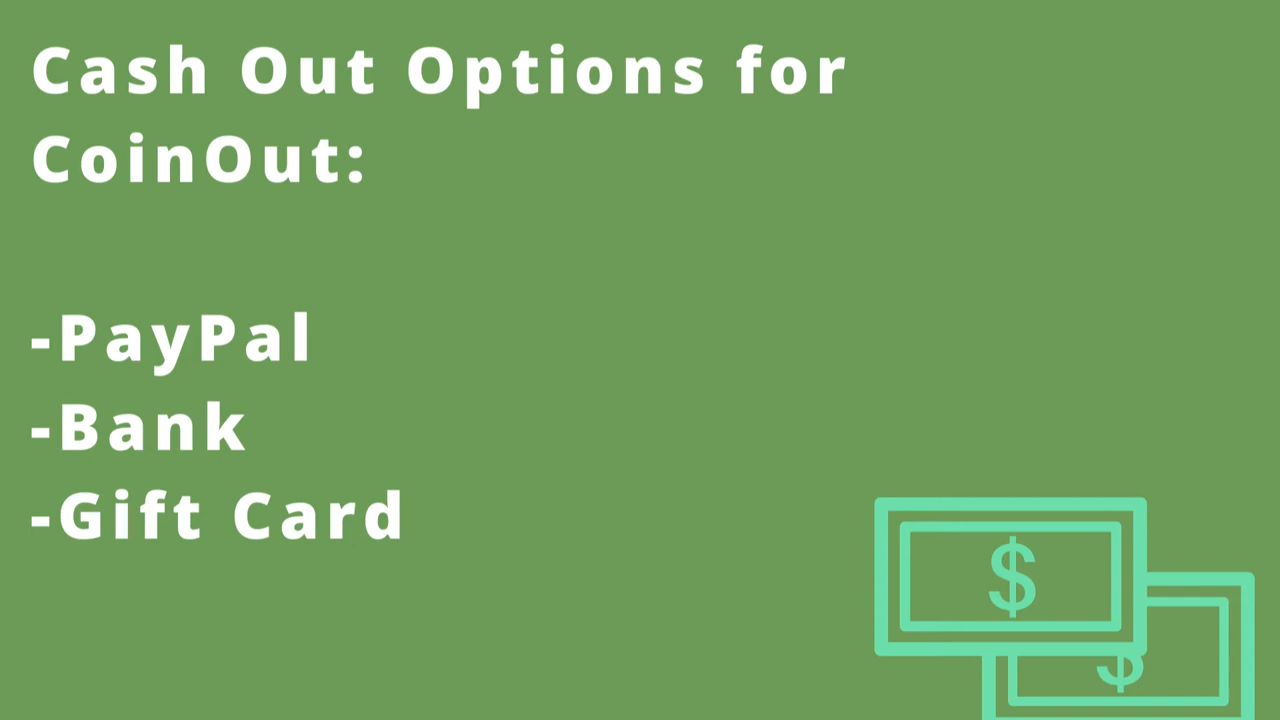 Cash Out Options for
CoinOut:
-PayPal
-Bank
-Gift Card
$
$